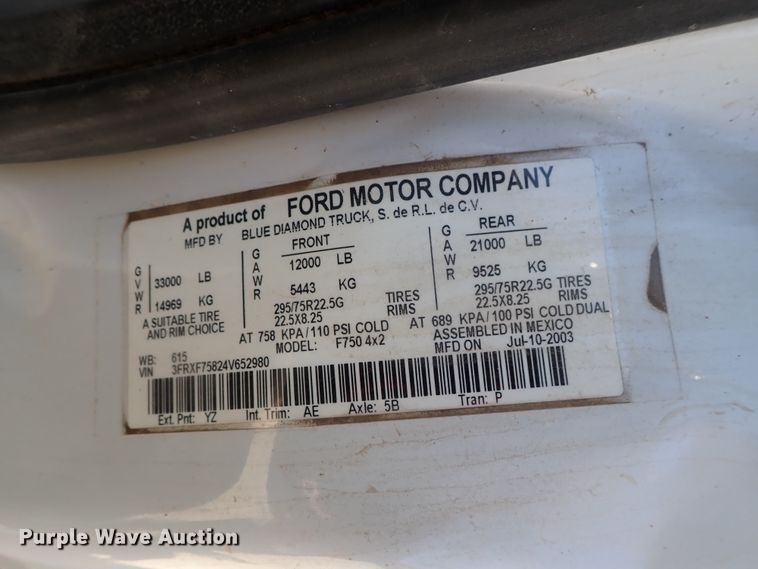 A product of FORD MOTOR COMPANY
MFD BY BLUE DIAMOND TRUCK, S. de R.L. de C.V.
GVWR 33000 LB 14969 KG
FRONT GAWR 12000 LB 5443 KG
REAR GAWR 21000 LB 9525 KG
A SUITABLE TIRE AND RIM CHOICE
295/75R22.5G TIRES 295/75R22.5G TIRES
22.5X8.25 RIMS 22.5X8.25 RIMS
AT 758 KPA/110 PSI COLD AT 689 KPA/100 PSI COLD DUAL
MODEL: F750 4x2 ASSEMBLED IN MEXICO
WB: 615 MFD ON Jul-10-2003
VIN 3FRXF75824V652980
Ext. Pnt: YZ Int. Trim: AE Axle: 5B Tran: P
Purple Wave Auction